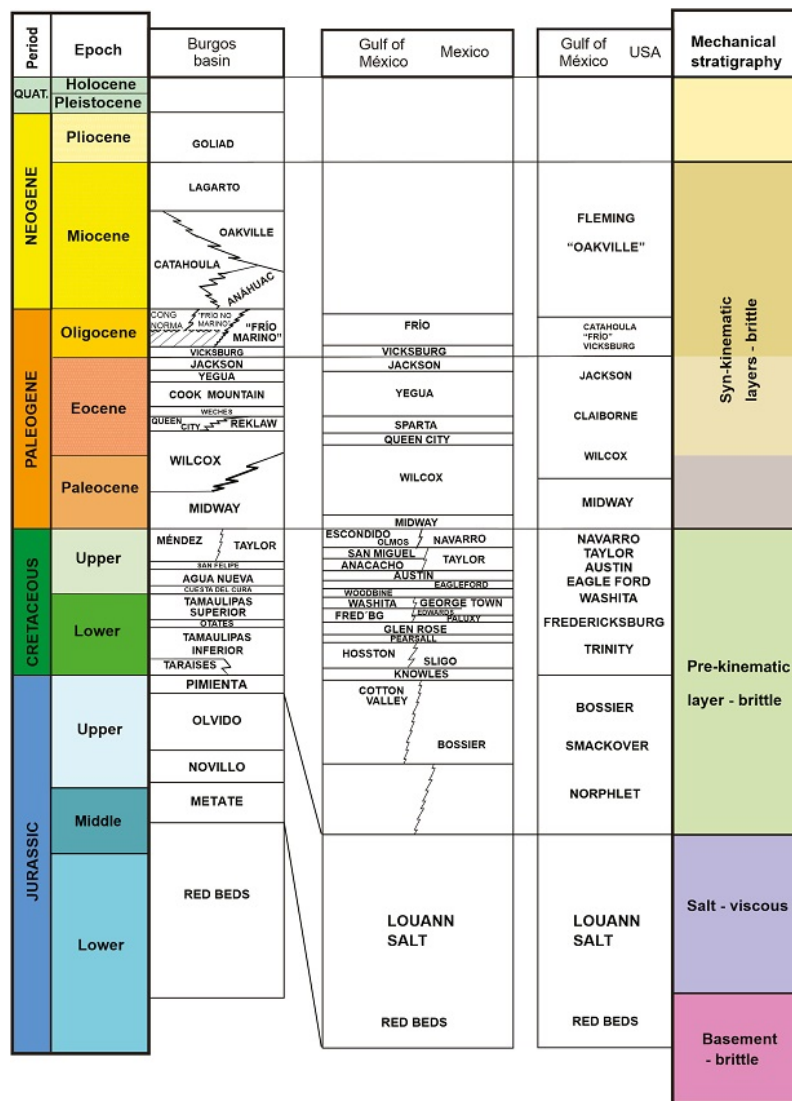 Period
Epoch
Burgos
basin
Gulf of
México
Mexico
Gulf of
México
USA
Mechanical
stratigraphy
QUAT.
Holocene
Pleistocene
NEOGENE
Pliocene
Miocene
PALEOGENE
Oligocene
Eocene
Paleocene
CRETACEOUS
Upper
Lower
JURASSIC
Upper
Middle
Lower
GOLIAD
LAGARTO
OAKVILLE
CATAHOULA
ANÁHUAC
CONG
NORMA
"FRÍO NO
MARINO"
"FRÍO
MARINO"
VICKSBURG
JACKSON
YEGUA
COOK MOUNTAIN
WECHES
QUEEN
CITY
REKLAW
WILCOX
MIDWAY
MÉNDEZ
TAYLOR
SAN FELIPE
AGUA NUEVA
CUESTA DEL CURA
TAMAULIPAS
SUPERIOR
OTATES
TAMAULIPAS
INFERIOR
TARAISES
PIMIENTA
OLVIDO
NOVILLO
METATE
RED BEDS
FRÍO
VICKSBURG
JACKSON
YEGUA
SPARTA
QUEEN CITY
WILCOX
MIDWAY
ESCONDIDO
OLMOS
NAVARRO
SAN MIGUEL
ANACACHO
TAYLOR
AUSTIN
EAGLEFORD
WOODBINE
WASHITA
GEORGE TOWN
FRED´BG
EDWARDS
PALUXY
GLEN ROSE
PEARSALL
HOSSTON
SLIGO
KNOWLES
COTTON
VALLEY
BOSSIER
LOUANN
SALT
RED BEDS
FLEMING
"OAKVILLE"
CATAHOULA
"FRÍO"
VICKSBURG
JACKSON
CLAIBORNE
WILCOX
MIDWAY
NAVARRO
TAYLOR
AUSTIN
EAGLE FORD
WASHITA
FREDERICKSBURG
TRINITY
BOSSIER
SMACKOVER
NORPHLET
LOUANN
SALT
RED BEDS
Syn-kinematic
layers - brittle
Pre-kinematic
layer - brittle
Salt - viscous
Basement
- brittle